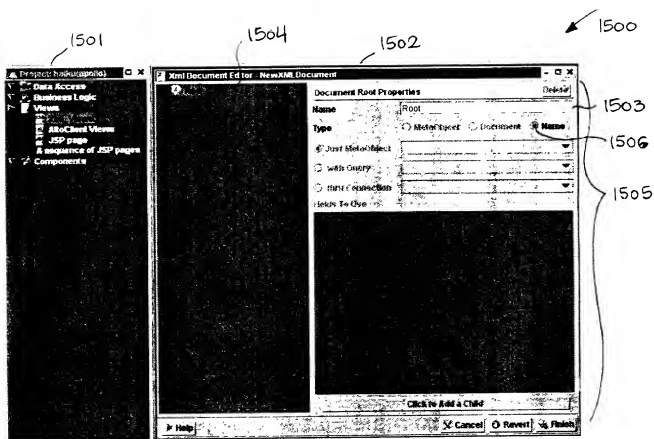 1500
1501
1504
1502
Project: haiku(apollo)
Data Access
Business Logic
Views
AltoClient Views
JSP page
A sequence of JSP pages
Components
Xml Document Editor - NewXMLDocument
Document Root Properties
Delete
Name
Root
1503
Type
MetaObject
Document
Name
1506
Just MetaObject
with Query
thru Connection
Fields To Use
1505
Click to Add a Child
Help
Cancel
Revert
Finish